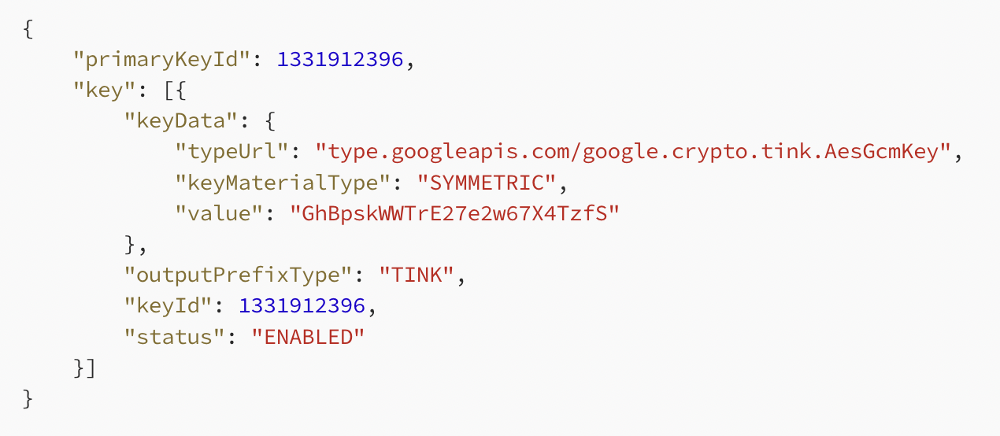 {
    "primaryKeyId": 1331912396,
    "key": [{
        "keyData": {
            "typeUrl": "type.googleapis.com/google.crypto.tink.AesGcmKey",
            "keyMaterialType": "SYMMETRIC",
            "value": "GhBpskWWTrE27e2w67X4TzfS"
        },
        "outputPrefixType": "TINK",
        "keyId": 1331912396,
        "status": "ENABLED"
    }]
}